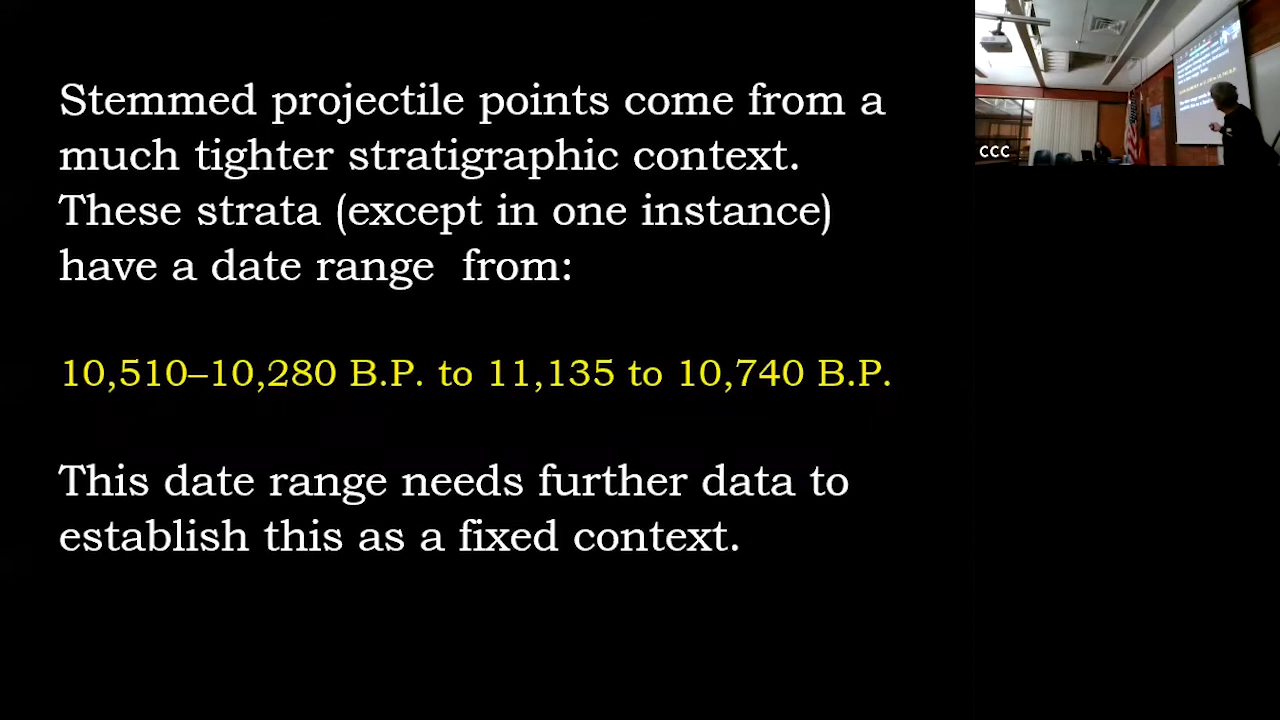 Stemmed projectile points come from a
much tighter stratigraphic context.
These strata (except in one instance)
have a date range  from:
10,510–10,280 B.P. to 11,135 to 10,740 B.P.
This date range needs further data to
establish this as a fixed context.
ccc